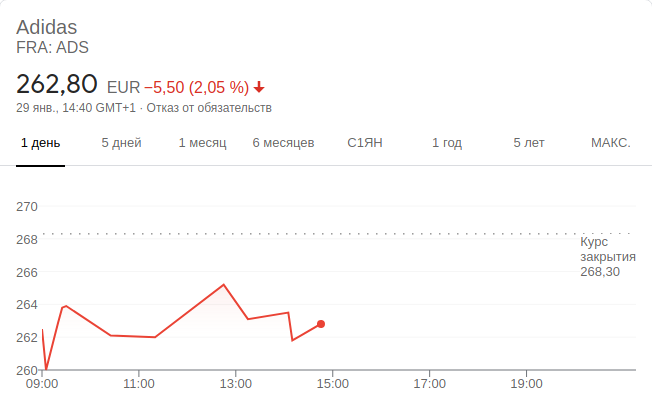 Adidas
FRA: ADS
262,80 EUR −5,50 (2,05 %)
29 янв., 14:40 GMT+1 · Отказ от обязательств
1 день 5 дней 1 месяц 6 месяцев С1ЯН 1 год 5 лет МАКС.
270
268
Курс
закрытия
268,30
266
264
262
260
09:00 11:00 13:00 15:00 17:00 19:00